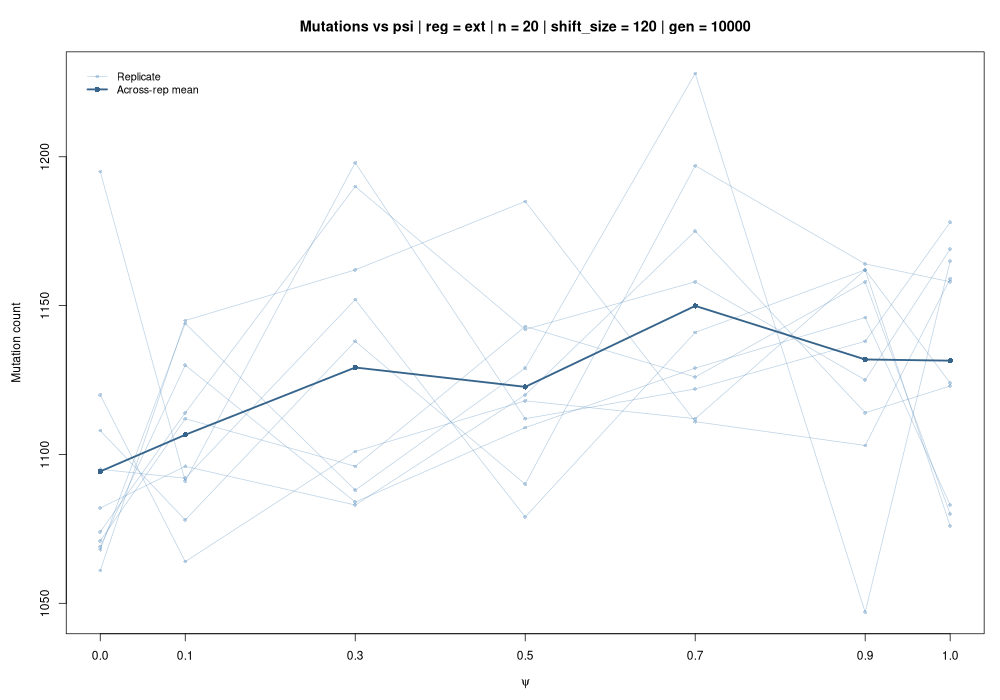 Mutations vs psi | reg = ext | n = 20 | shift_size = 120 | gen = 10000
Replicate
Across-rep mean
Mutation count
1200
1150
1100
1050
0.0 0.1 0.3 0.5 0.7 0.9 1.0
ψ